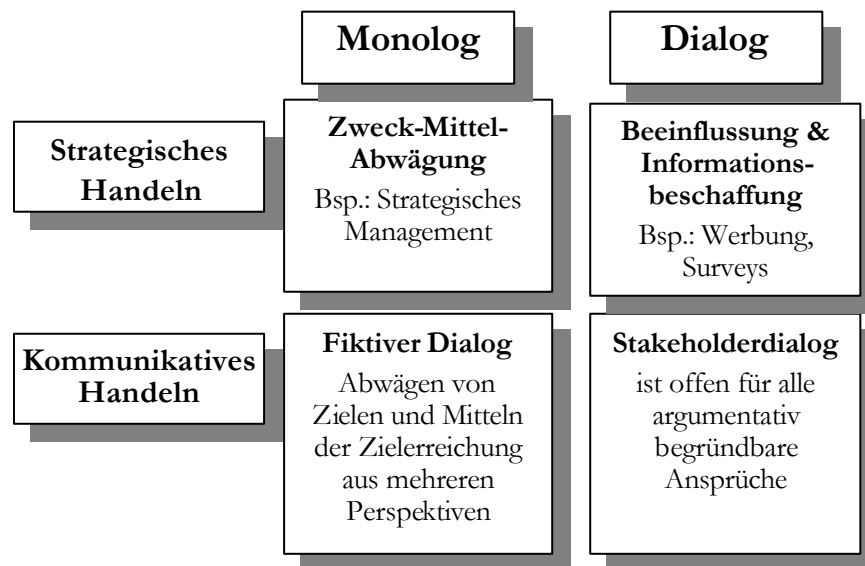 Monolog
Dialog
Strategisches
Handeln
Zweck-Mittel-
Abwägung
Bsp.: Strategisches
Management
Beeinflussung &
Informations-
beschaffung
Bsp.: Werbung,
Surveys
Kommunikatives
Handeln
Fiktiver Dialog
Abwägen von
Zielen und Mitteln
der Zielerreichung
aus mehreren
Perspektiven
Stakeholderdialog
ist offen für alle
argumentativ
begründbare
Ansprüche